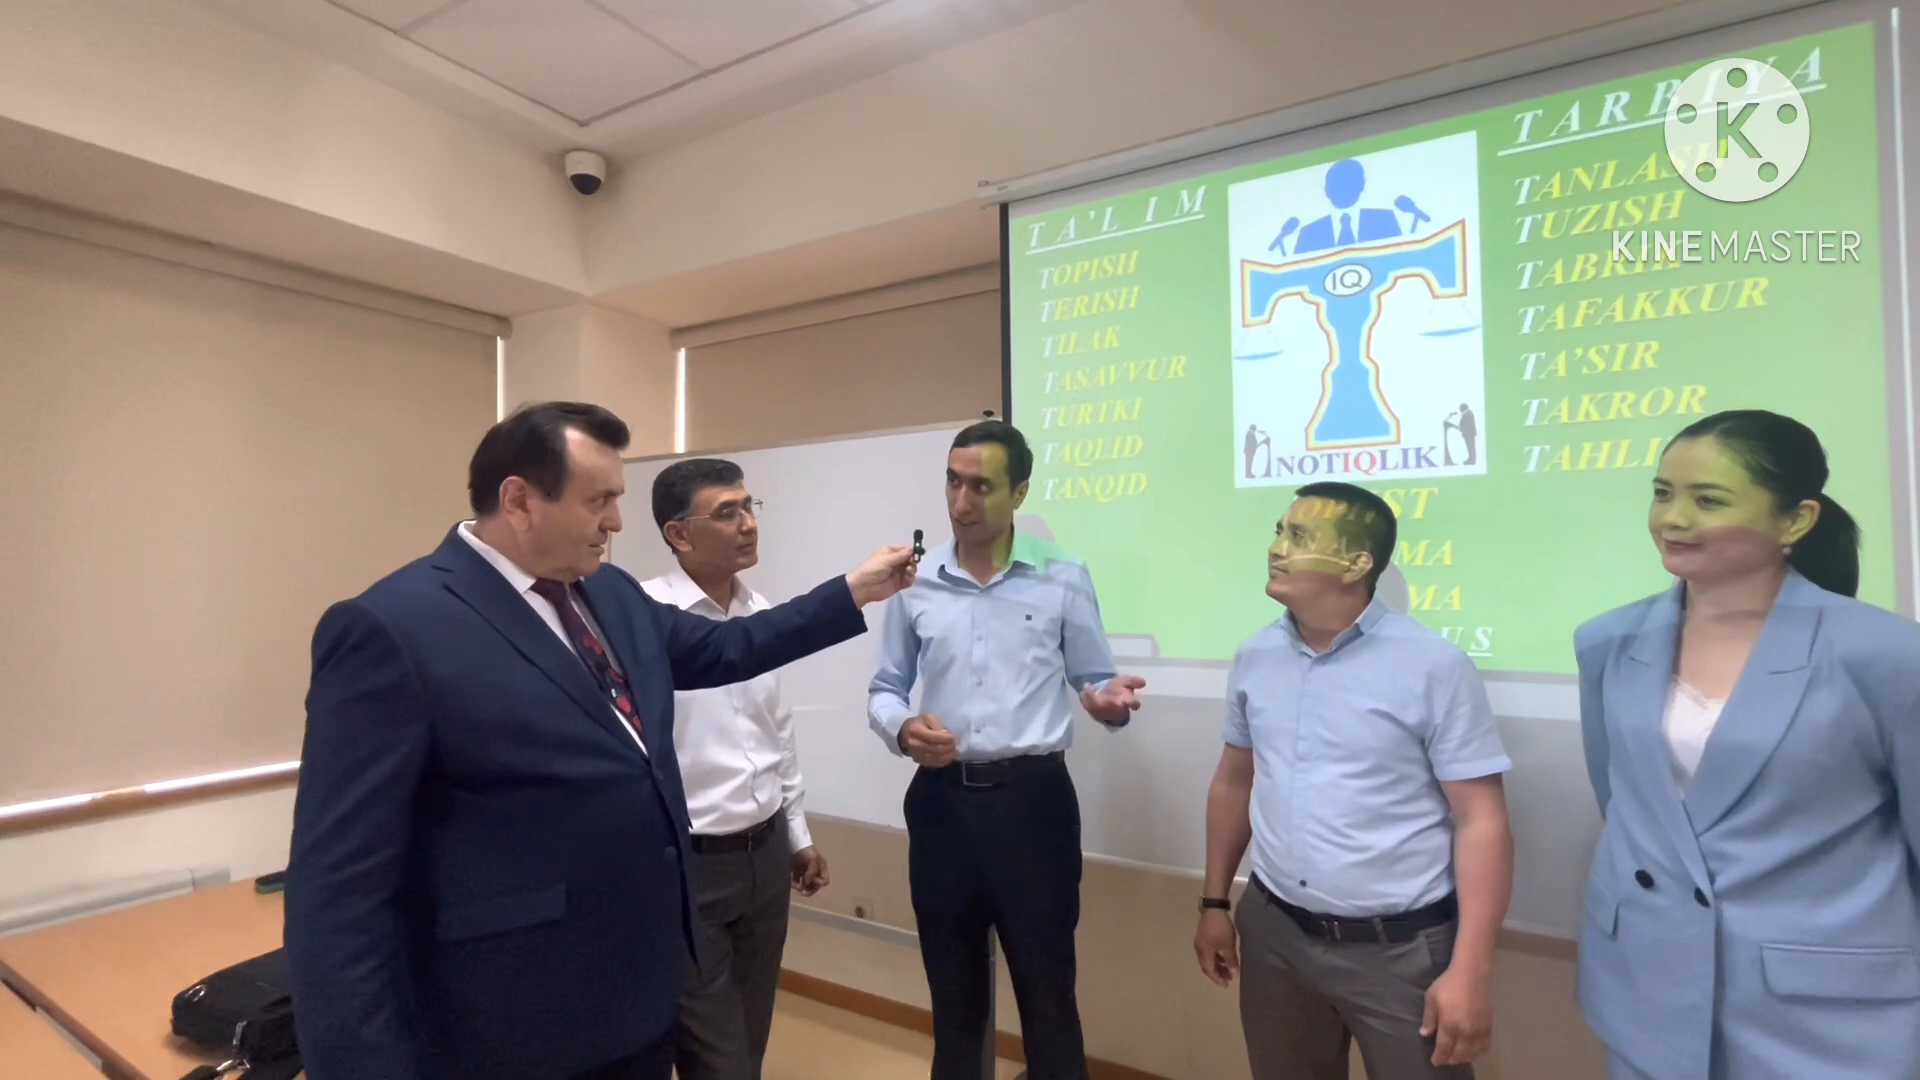 TA'LIM
TOPISH
TERISH
TILAK
TASAVVUR
TURTKI
TAQLID
TANQID
IQ
NOTIQLIK
TARBIYA
TANLASH
TUZISH
TAFAKKUR
TA'SIR
TAKROR
K
KINEMASTER